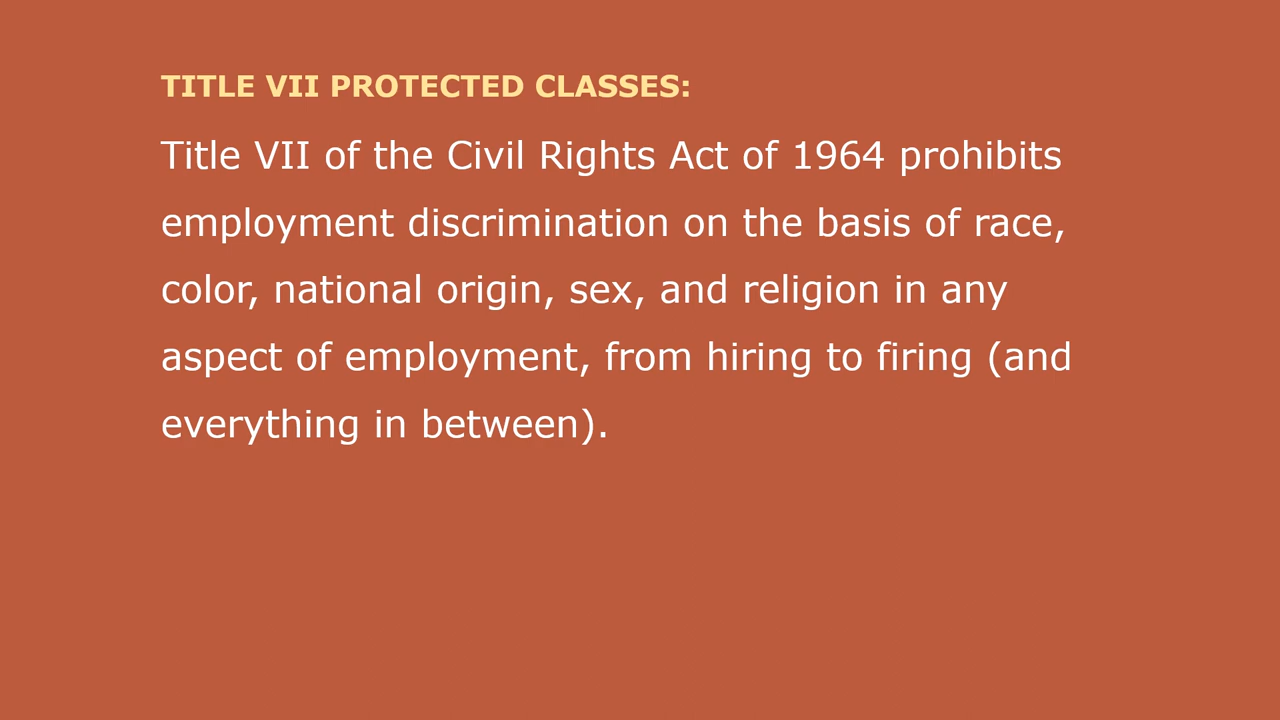 TITLE VII PROTECTED CLASSES:
Title VII of the Civil Rights Act of 1964 prohibits
employment discrimination on the basis of race,
color, national origin, sex, and religion in any
aspect of employment, from hiring to firing (and
everything in between).